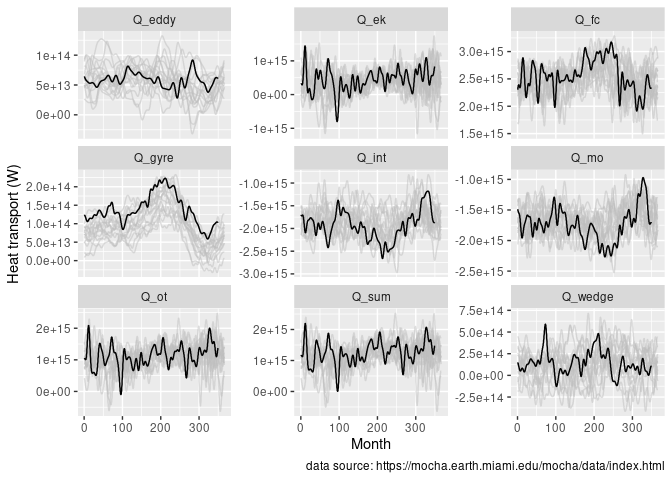 Q_eddy
Q_ek
Q_fc
1e+14
5e+13
0e+00
1e+15
0e+00
-1e+15
3.0e+15
2.5e+15
2.0e+15
1.5e+15
Q_gyre
Q_int
Q_mo
2.0e+14
1.5e+14
1.0e+14
5.0e+13
0.0e+00
-1.0e+15
-1.5e+15
-2.0e+15
-2.5e+15
-3.0e+15
-1.0e+15
-1.5e+15
-2.0e+15
-2.5e+15
Q_ot
Q_sum
Q_wedge
2e+15
1e+15
0e+00
2e+15
1e+15
0e+00
7.5e+14
5.0e+14
2.5e+14
0.0e+00
-2.5e+14
0 100 200 300
0 100 200 300
0 100 200 300
Heat transport (W)
Month
data source: https://mocha.earth.miami.edu/mocha/data/index.html